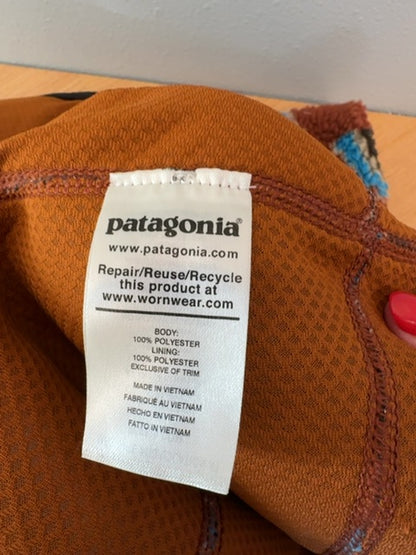 patagonia®
www.patagonia.com
Repair/Reuse/Recycle
this product at
www.wornwear.com
BODY:
100% POLYESTER
LINING:
100% POLYESTER
EXCLUSIVE OF TRIM
MADE IN VIETNAM
FABRIQUÉ AU VIETNAM
HECHO EN VIETNAM
FATTO IN VIETNAM